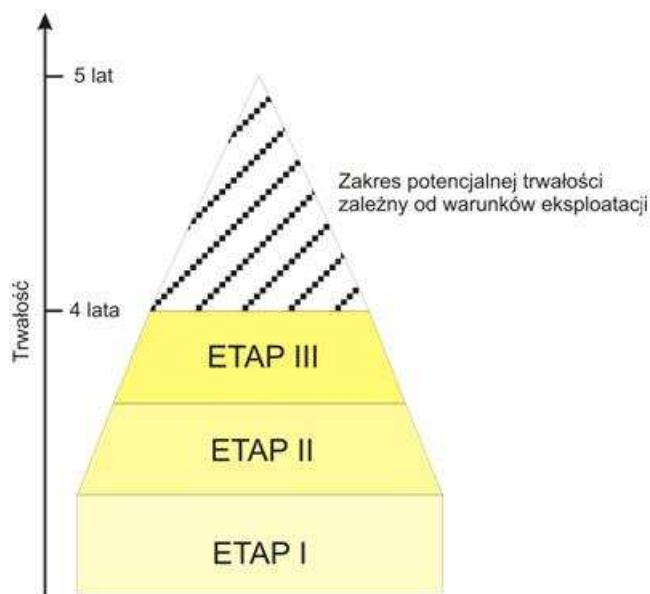 5 lat
Zakres potencjalnej trwałości
zależny od warunków eksploatacji
4 lata
Trwałość
ETAP III
ETAP II
ETAP I